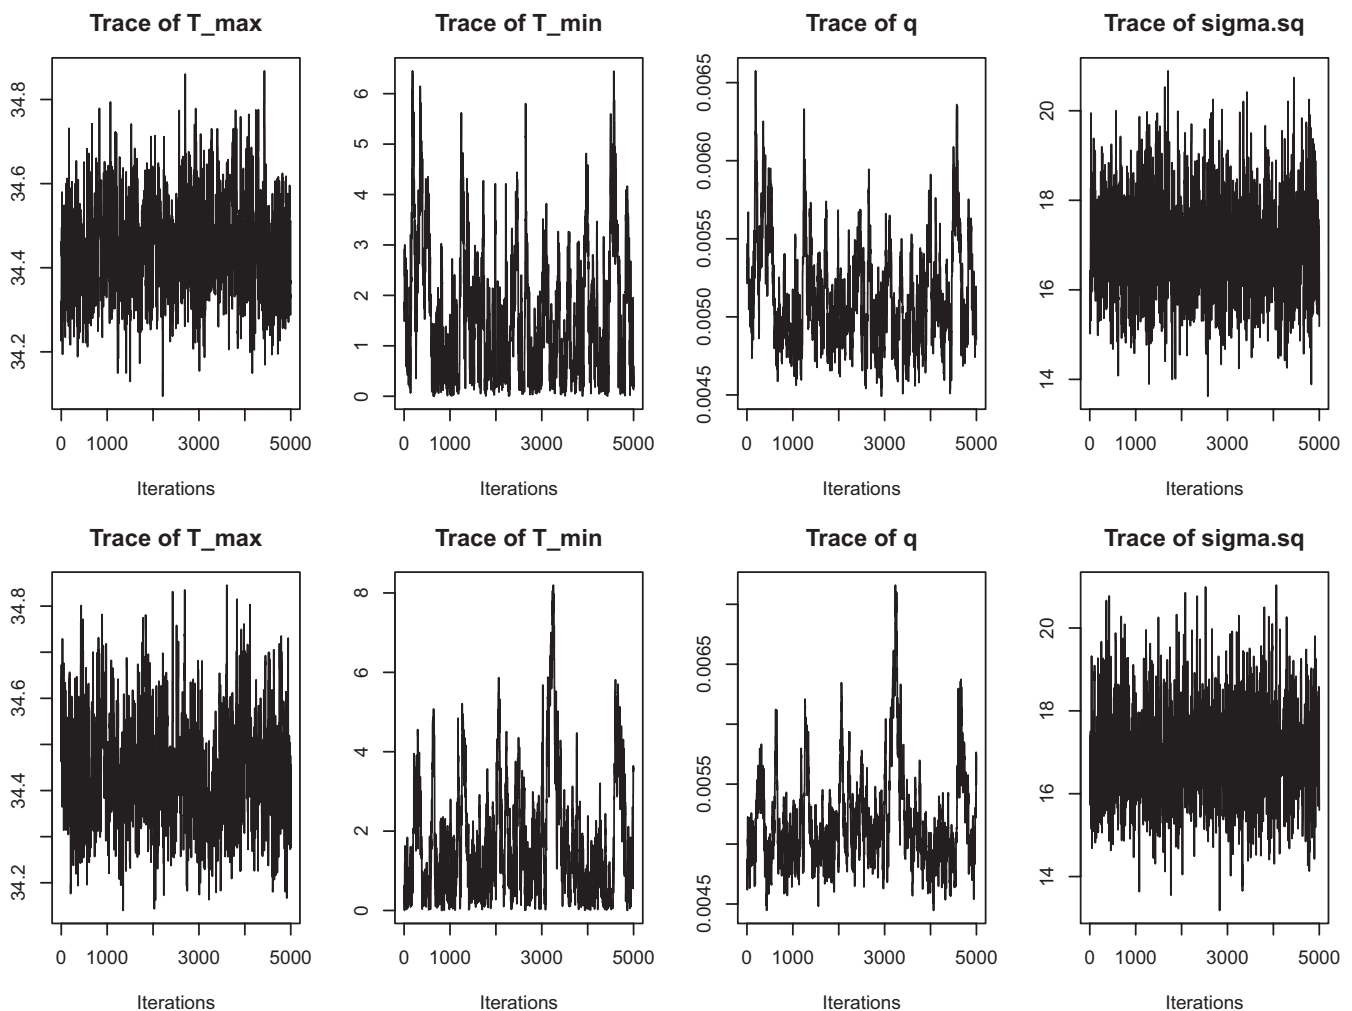 Trace of T_max
34.2 34.4 34.6 34.8
0 1000 3000 5000
Iterations
Trace of T_min
0 1 2 3 4 5 6
0 1000 3000 5000
Iterations
Trace of q
0.0045 0.0050 0.0055 0.0060 0.0065
0 1000 3000 5000
Iterations
Trace of sigma.sq
14 16 18 20
0 1000 3000 5000
Iterations
Trace of T_max
34.2 34.4 34.6 34.8
0 1000 3000 5000
Iterations
Trace of T_min
0 2 4 6 8
0 1000 3000 5000
Iterations
Trace of q
0.0045 0.0055 0.0065
0 1000 3000 5000
Iterations
Trace of sigma.sq
14 16 18 20
0 1000 3000 5000
Iterations